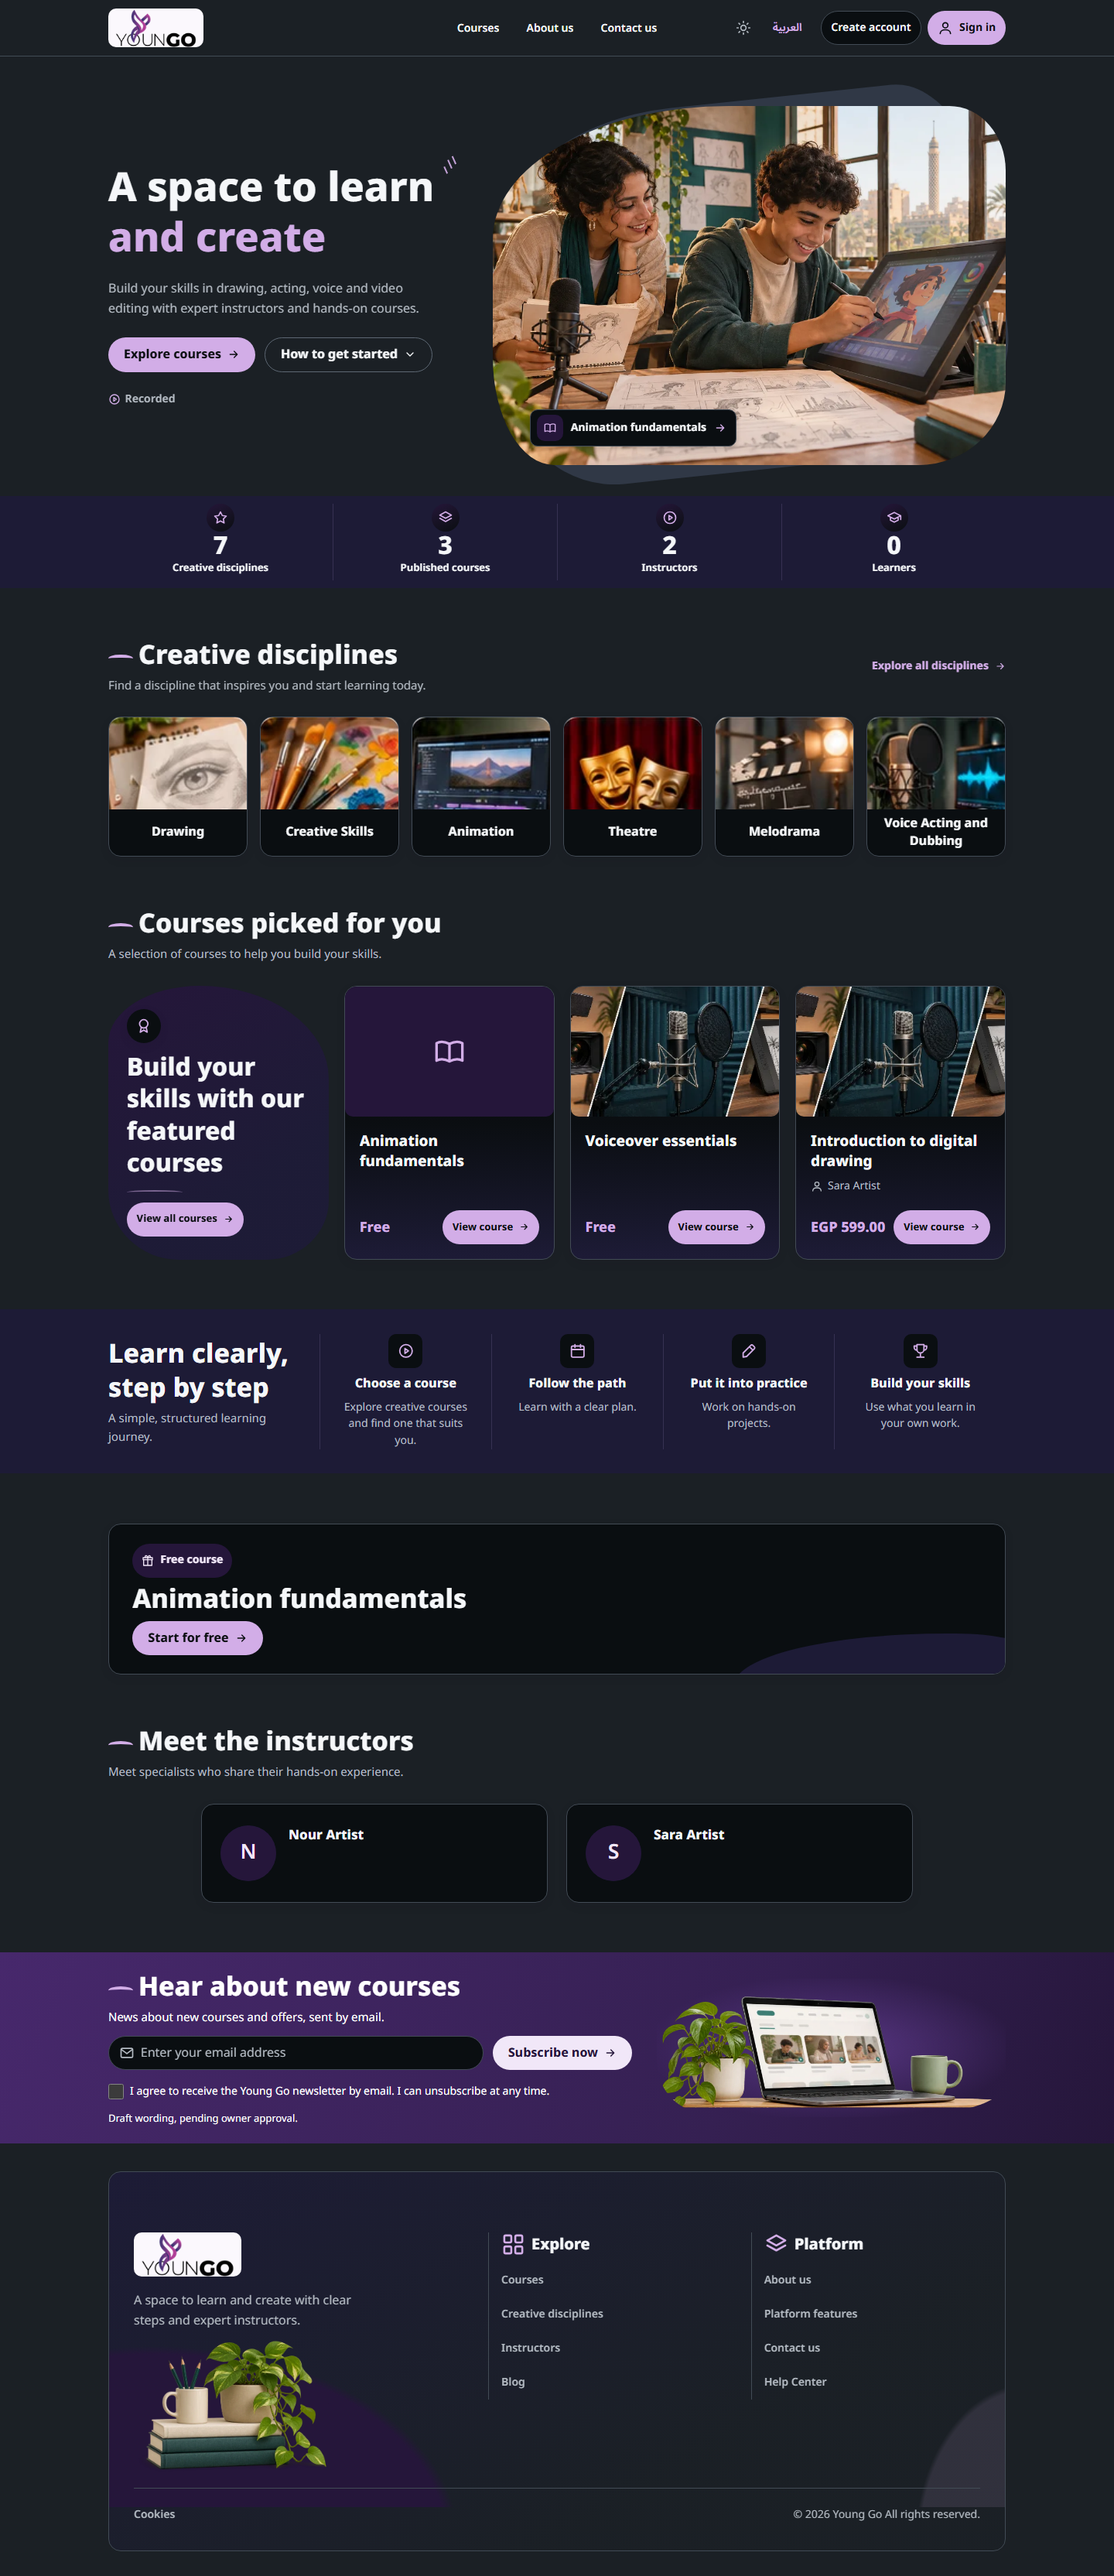 YOUNGO
Courses
About us
Contact us
العربية
Create account
Sign in
A space to learn
and create
Build your skills in drawing, acting, voice and video
editing with expert instructors and hands-on courses.
Explore courses
How to get started
Recorded
Animation fundamentals
7
Creative disciplines
3
Published courses
2
Instructors
0
Learners
Creative disciplines
Find a discipline that inspires you and start learning today.
Explore all disciplines
Drawing
Creative Skills
Animation
Theatre
Melodrama
Voice Acting and
Dubbing
Courses picked for you
A selection of courses to help you build your skills.
Build your
skills with our
featured
courses
View all courses
Animation
fundamentals
Free
View course
Voiceover essentials
Free
View course
Introduction to digital
drawing
Sara Artist
EGP 599.00
View course
Learn clearly,
step by step
A simple, structured learning
journey.
Choose a course
Explore creative courses
and find one that suits
you.
Follow the path
Learn with a clear plan.
Put it into practice
Work on hands-on
projects.
Build your skills
Use what you learn in
your own work.
Free course
Animation fundamentals
Start for free
Meet the instructors
Meet specialists who share their hands-on experience.
N
Nour Artist
S
Sara Artist
Hear about new courses
News about new courses and offers, sent by email.
Enter your email address
Subscribe now
I agree to receive the Young Go newsletter by email. I can unsubscribe at any time.
Draft wording, pending owner approval.
YOUNGO
A space to learn and create with clear
steps and expert instructors.
Explore
Courses
Creative disciplines
Instructors
Blog
Platform
About us
Platform features
Contact us
Help Center
Cookies
© 2026 Young Go All rights reserved.